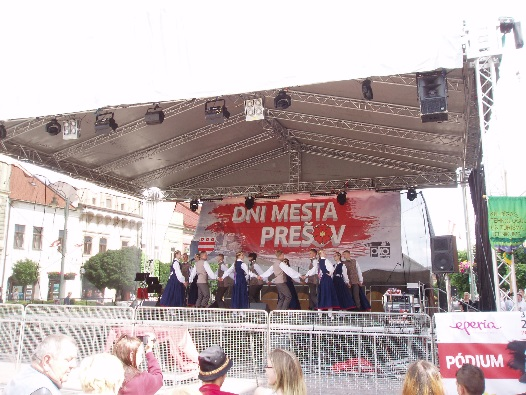 DNI MESTA
PREŠOV
eperia
PÓDIUM